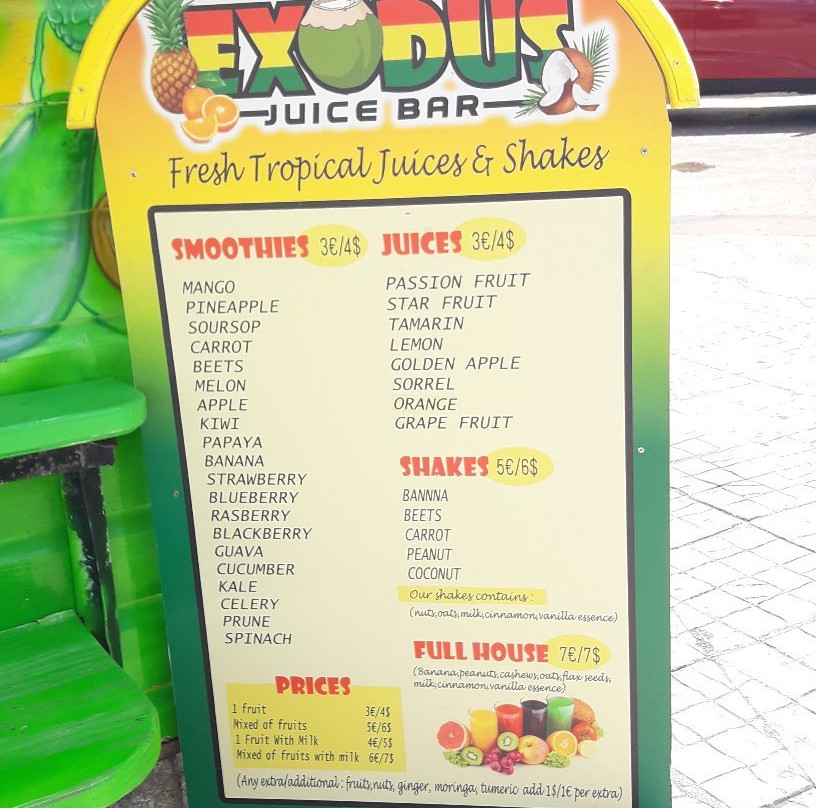 EXODUS
JUICE BAR
Fresh Tropical Juices & Shakes
SMOOTHIES 3€/4$
MANGO
PINEAPPLE
SOURSOP
CARROT
BEETS
MELON
APPLE
KIWI
PAPAYA
BANANA
STRAWBERRY
BLUEBERRY
RASBERRY
BLACKBERRY
GUAVA
CUCUMBER
KALE
CELERY
PRUNE
SPINACH
JUICES 3€/4$
PASSION FRUIT
STAR FRUIT
TAMARIN
LEMON
GOLDEN APPLE
SORREL
ORANGE
GRAPE FRUIT
SHAKES 5€/6$
BANNNA
BEETS
CARROT
PEANUT
COCONUT
Our shakes contains :
(nuts,oats,milk,cinnamon,vanilla essence)
FULL HOUSE 7€/7$
(Banana,peanuts,cashews,oats,flax seeds,
milk,cinnamon,vanilla essence)
PRICES
1 fruit 3€/4$
Mixed of fruits 5€/6$
1 Fruit With Milk 4€/5$
Mixed of fruits with milk 6€/7$
(Any extra/additional : fruits,nuts, ginger, moringa, tumeric add 1$/1€ per extra)